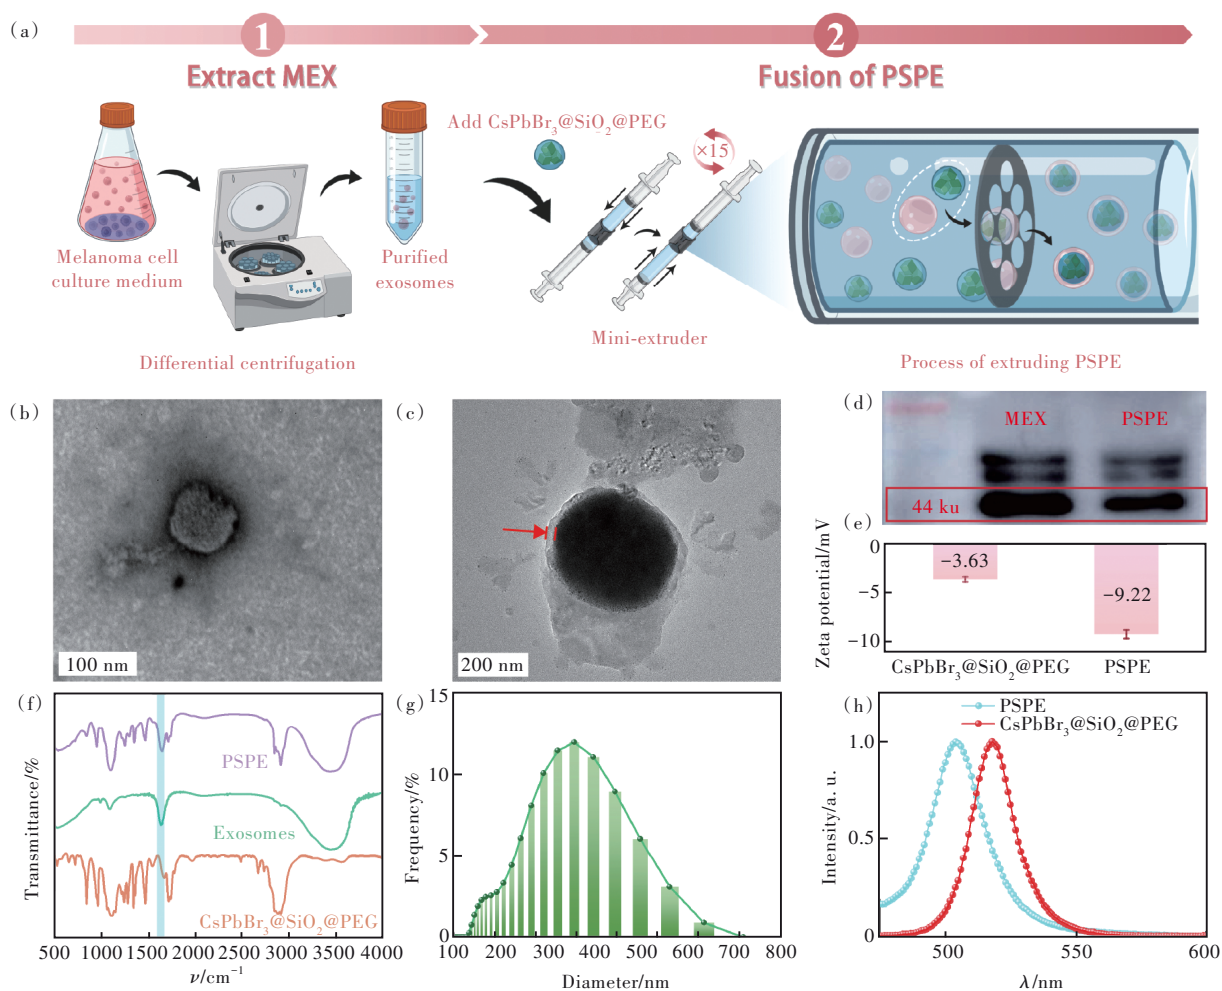 (a)
1
2
Extract MEX
Fusion of PSPE
Add CsPbBr₃@SiO₂@PEG
×15
Melanoma cell
culture medium
Purified
exosomes
Mini-extruder
Differential centrifugation
Process of extruding PSPE
(b)
100 nm
(c)
200 nm
(d)
MEX
PSPE
44 ku
(e)
Zeta potential/mV
0
−5
−10
−3.63
−9.22
CsPbBr₃@SiO₂@PEG
PSPE
(f)
Transmittance/%
PSPE
Exosomes
CsPbBr₃@SiO₂@PEG
500 1000 1500 2000 2500 3000 3500 4000
ν/cm⁻¹
(g)
Frequency/%
15
10
5
0
100 200 300 400 500 600 700 800
Diameter/nm
(h)
PSPE
CsPbBr₃@SiO₂@PEG
Intensity/a. u.
1.0
0.5
0
500 550 600
λ/nm